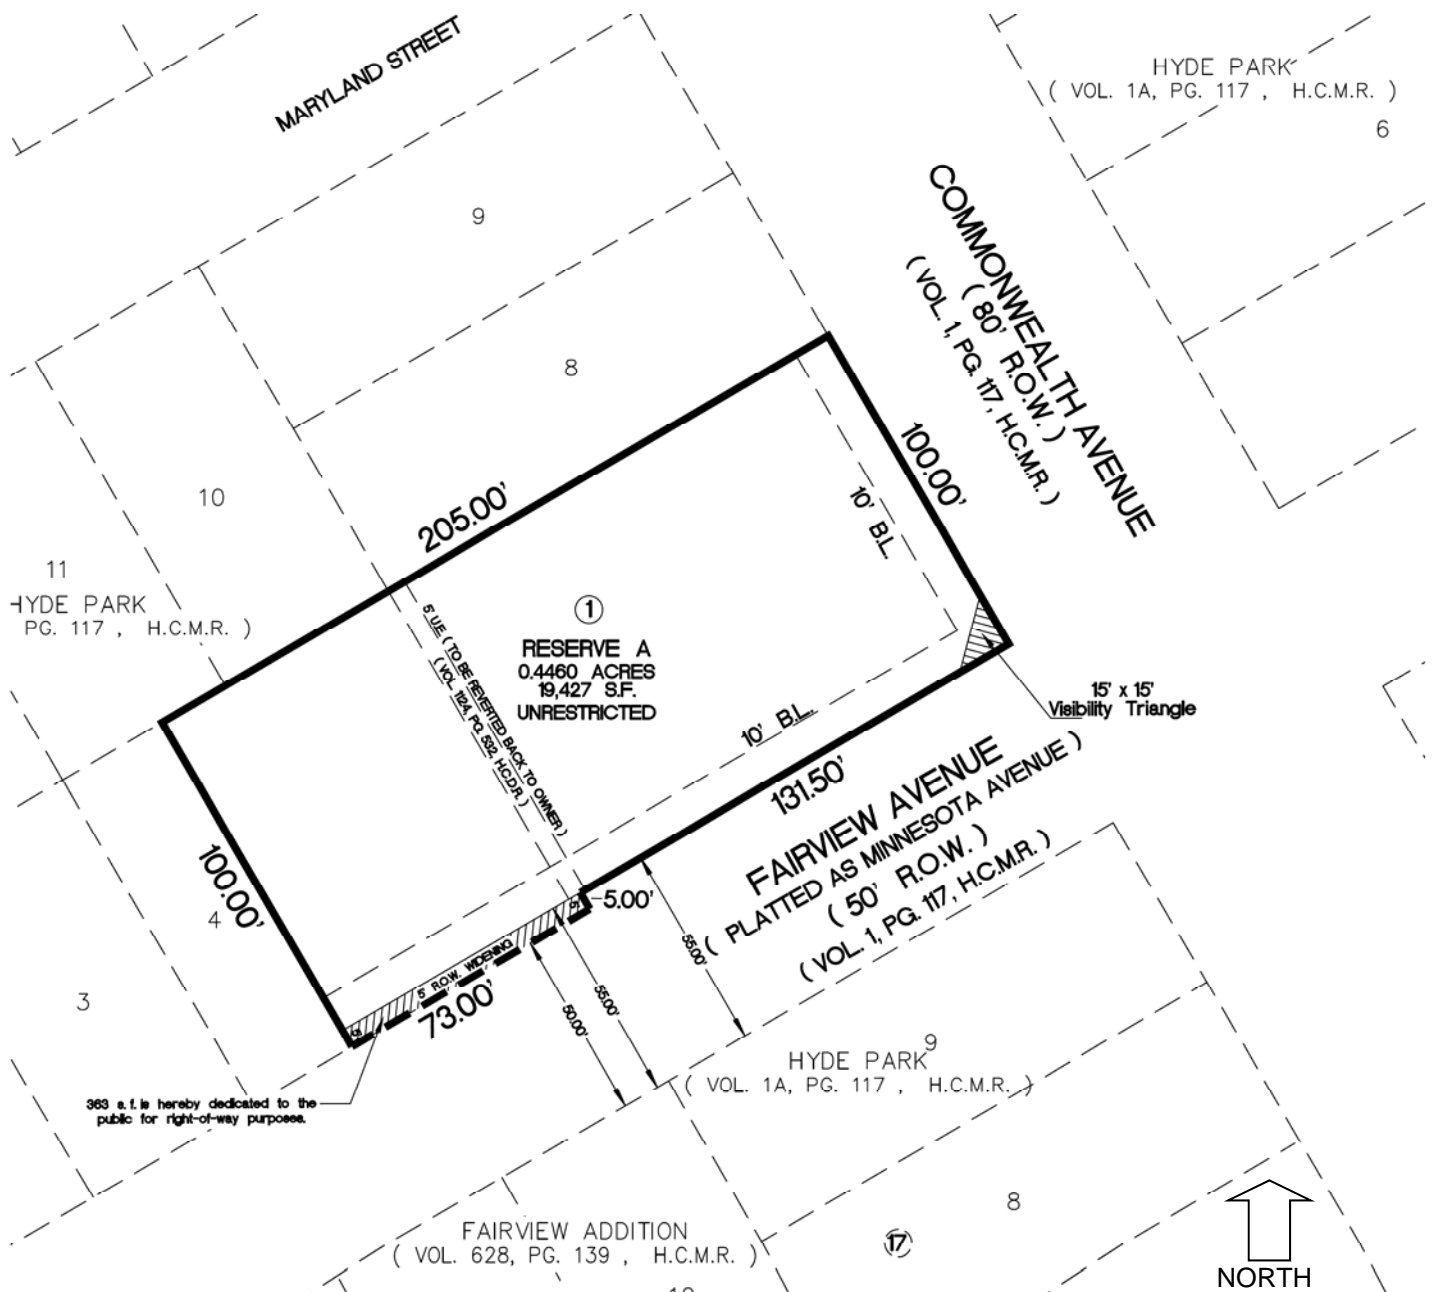 MARYLAND STREET
HYDE PARK
( VOL. 1A, PG. 117 , H.C.M.R. )
6
9
COMMONWEALTH AVENUE
( 80' R.O.W. )
( VOL. 1, PG. 117, H.C.M.R. )
8
100.00'
10
205.00'
10' B.L.
11
HYDE PARK
PG. 117 , H.C.M.R. )
5' U.E. ( TO BE REVERTED BACK TO OWNER )
( VOL. 1124, PG. 532, H.C.D.R. )
1
RESERVE A
0.4460 ACRES
19,427 S.F.
UNRESTRICTED
15' x 15'
Visibility Triangle
10' B.L.
131.50'
FAIRVIEW AVENUE
( PLATTED AS MINNESOTA AVENUE )
( 50' R.O.W. )
( VOL. 1, PG. 117, H.C.M.R. )
100.00'
4
5.00'
5'
5' R.O.W. WIDENING
5'
73.00'
55.00'
55.00'
50.00'
3
9
HYDE PARK
( VOL. 1A, PG. 117 , H.C.M.R. )
363 s.f. is hereby dedicated to the
public for right-of-way purposes.
8
FAIRVIEW ADDITION
( VOL. 628, PG. 139 , H.C.M.R. )
17
NORTH